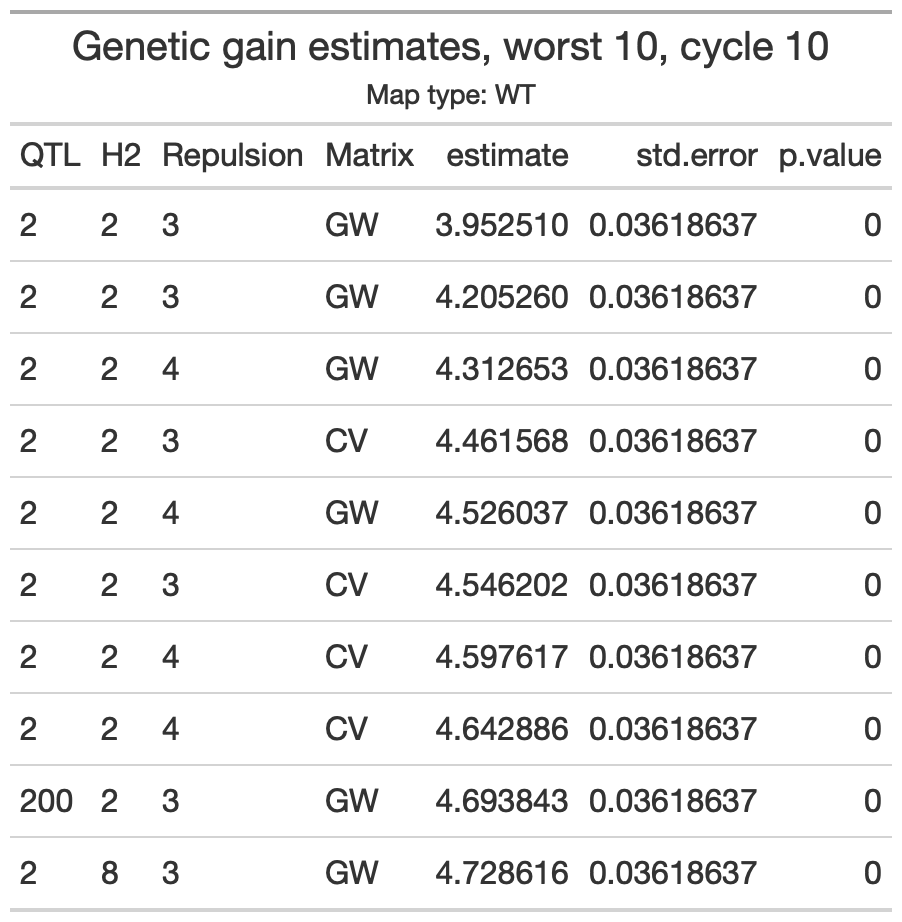 Genetic gain estimates, worst 10, cycle 10
Map type: WT
QTL H2 Repulsion Matrix estimate std.error p.value
2 2 3 GW 3.952510 0.03618637 0
2 2 3 GW 4.205260 0.03618637 0
2 2 4 GW 4.312653 0.03618637 0
2 2 3 CV 4.461568 0.03618637 0
2 2 4 GW 4.526037 0.03618637 0
2 2 3 CV 4.546202 0.03618637 0
2 2 4 CV 4.597617 0.03618637 0
2 2 4 CV 4.642886 0.03618637 0
200 2 3 GW 4.693843 0.03618637 0
2 8 3 GW 4.728616 0.03618637 0